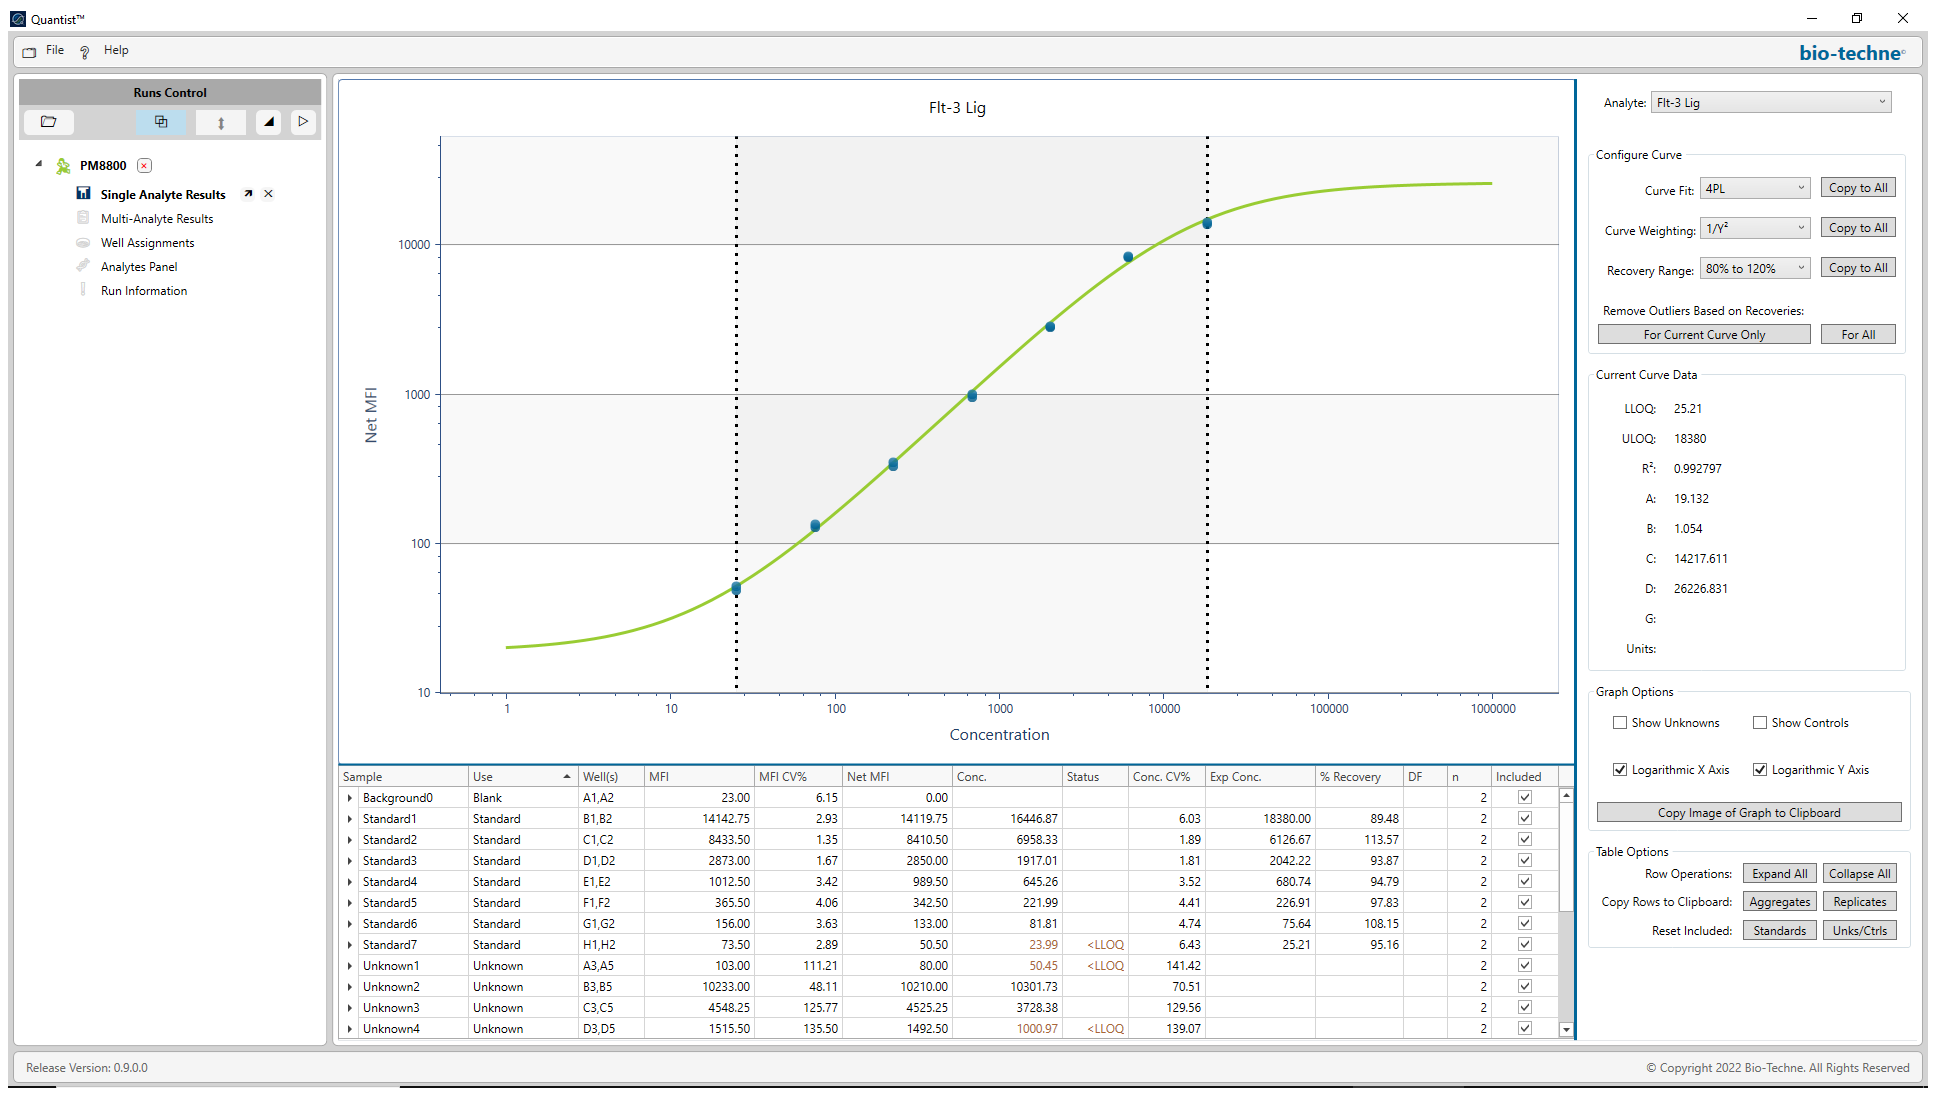 Quantist™
File Help
bio-techne
Runs Control
PM8800
Single Analyte Results
Multi-Analyte Results
Well Assignments
Analytes Panel
Run Information
Flt-3 Lig
Net MFI
10000
1000
100
10
1 10 100 1000 10000 100000 1000000
Concentration
Sample Use Well(s) MFI MFI CV% Net MFI Conc. Status Conc. CV% Exp Conc. % Recovery DF n Included
Background0 Blank A1,A2 23.00 6.15 0.00 2
Standard1 Standard B1,B2 14142.75 2.93 14119.75 16446.87 6.03 18380.00 89.48 2
Standard2 Standard C1,C2 8433.50 1.35 8410.50 6958.33 1.89 6126.67 113.57 2
Standard3 Standard D1,D2 2873.00 1.67 2850.00 1917.01 1.81 2042.22 93.87 2
Standard4 Standard E1,E2 1012.50 3.42 989.50 645.26 3.52 680.74 94.79 2
Standard5 Standard F1,F2 365.50 4.06 342.50 221.99 4.41 226.91 97.83 2
Standard6 Standard G1,G2 156.00 3.63 133.00 81.81 4.74 75.64 108.15 2
Standard7 Standard H1,H2 73.50 2.89 50.50 23.99 <LLOQ 6.43 25.21 95.16 2
Unknown1 Unknown A3,A5 103.00 111.21 80.00 50.45 <LLOQ 141.42 2
Unknown2 Unknown B3,B5 10233.00 48.11 10210.00 10301.73 70.51 2
Unknown3 Unknown C3,C5 4548.25 125.77 4525.25 3728.38 129.56 2
Unknown4 Unknown D3,D5 1515.50 135.50 1492.50 1000.97 <LLOQ 139.07 2
Analyte: Flt-3 Lig
Configure Curve
Curve Fit: 4PL Copy to All
Curve Weighting: 1/Y² Copy to All
Recovery Range: 80% to 120% Copy to All
Remove Outliers Based on Recoveries:
For Current Curve Only For All
Current Curve Data
LLOQ: 25.21
ULOQ: 18380
R²: 0.992797
A: 19.132
B: 1.054
C: 14217.611
D: 26226.831
G:
Units:
Graph Options
Show Unknowns Show Controls
Logarithmic X Axis Logarithmic Y Axis
Copy Image of Graph to Clipboard
Table Options
Row Operations: Expand All Collapse All
Copy Rows to Clipboard: Aggregates Replicates
Reset Included: Standards Unks/Ctrls
Release Version: 0.9.0.0
© Copyright 2022 Bio-Techne. All Rights Reserved